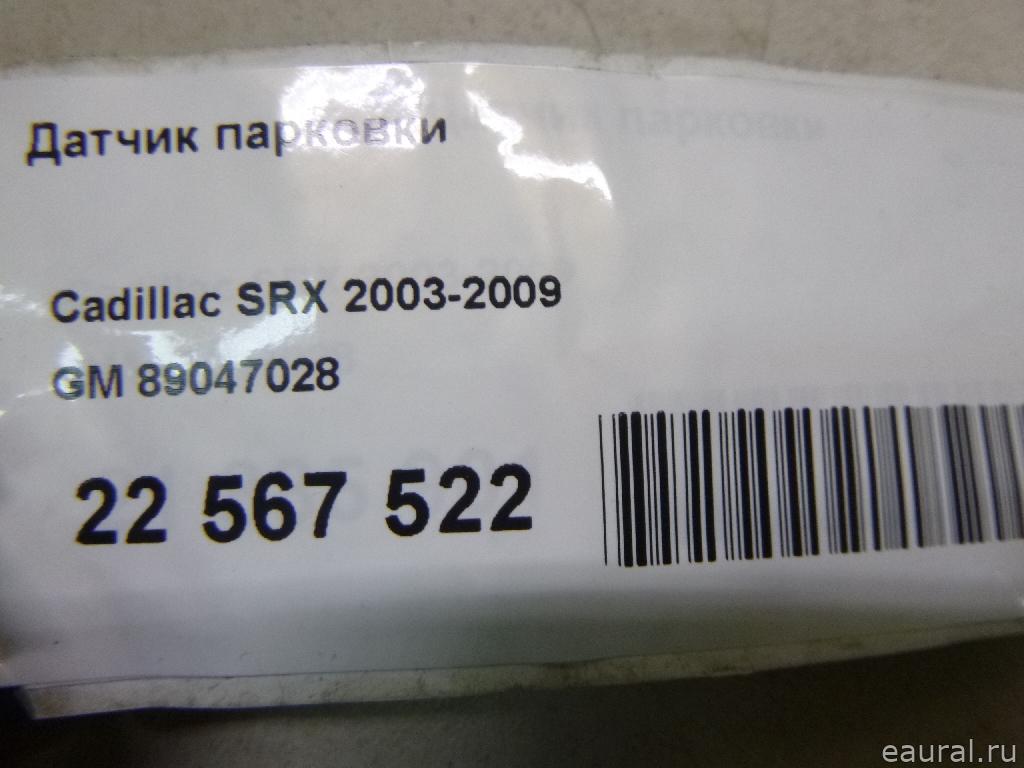 Датчик парковки
Cadillac SRX 2003-2009
GM 89047028
22 567 522
eaural.ru